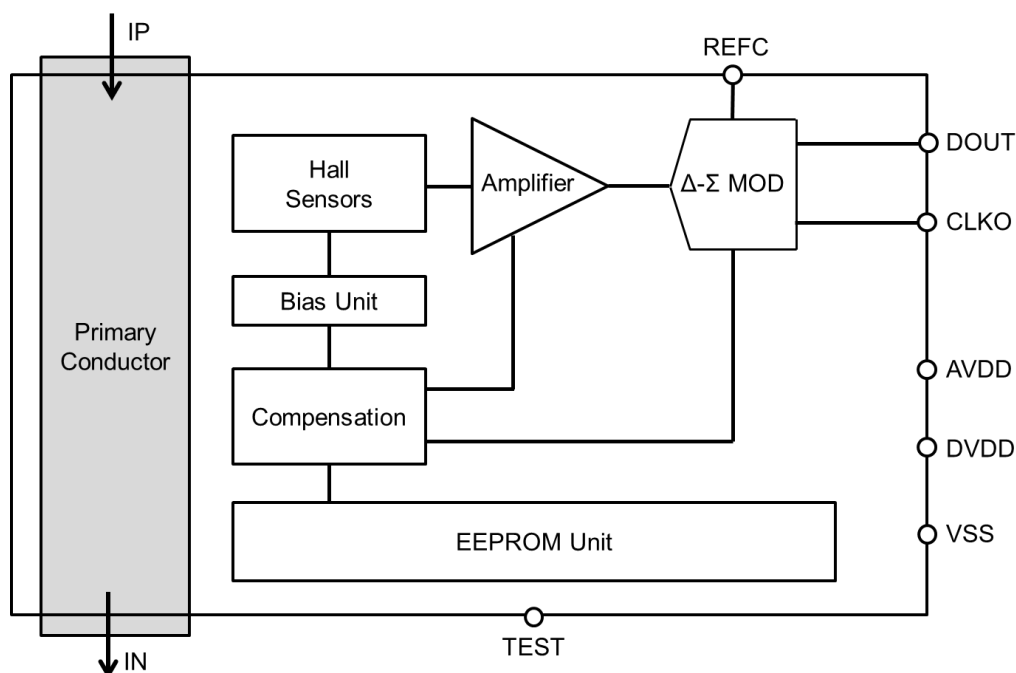 IP
REFC
DOUT
Hall
Sensors
Amplifier
Δ-Σ MOD
CLKO
Bias Unit
Primary
Conductor
AVDD
Compensation
DVDD
EEPROM Unit
VSS
TEST
IN